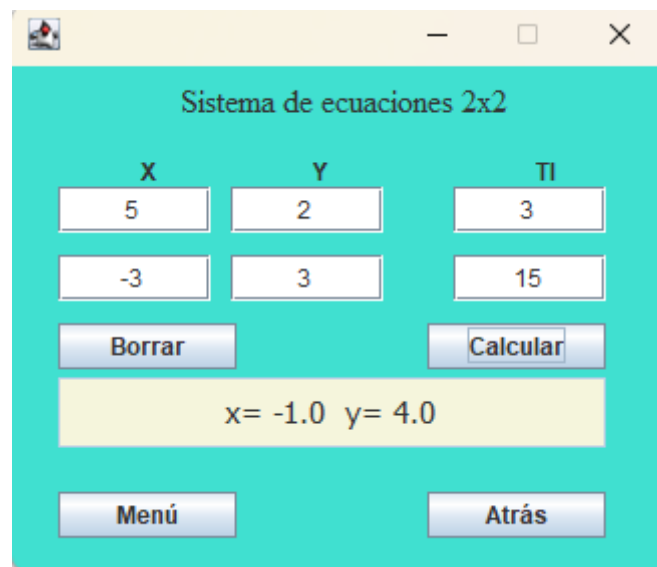 Sistema de ecuaciones 2x2
X Y TI
5 2 3
-3 3 15
Borrar Calcular
x= -1.0 y= 4.0
Menú Atrás